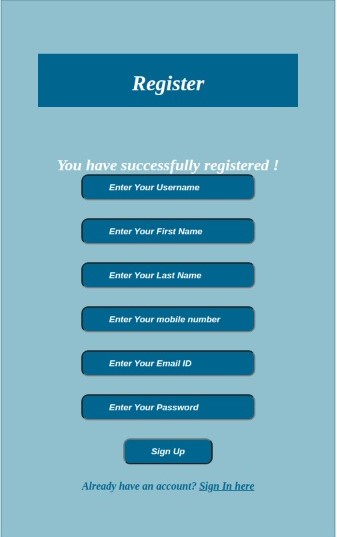 Register
You have successfully registered !
Enter Your Username
Enter Your First Name
Enter Your Last Name
Enter Your mobile number
Enter Your Email ID
Enter Your Password
Sign Up
Already have an account? Sign In here